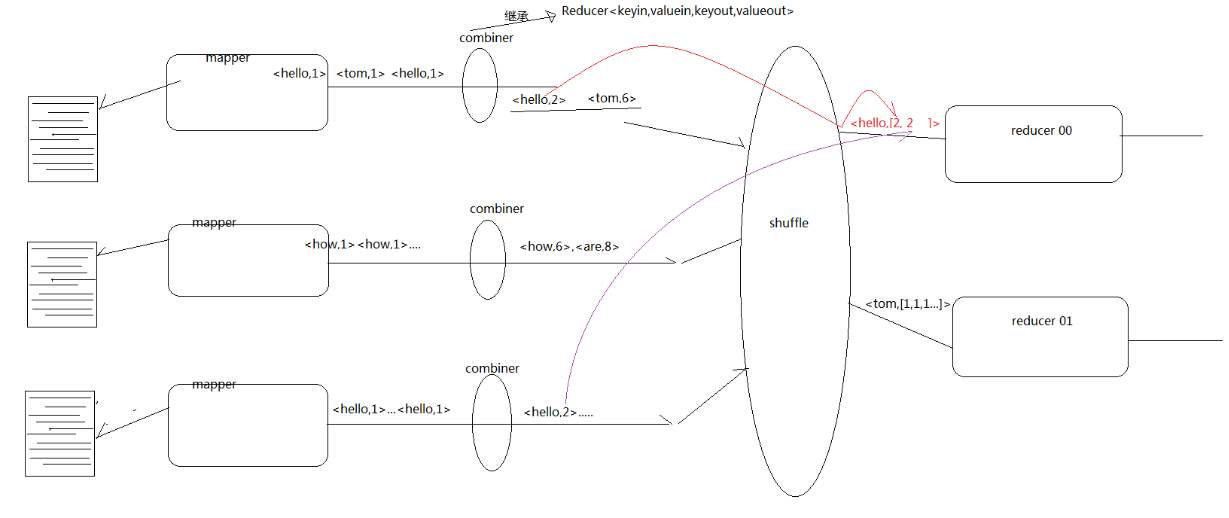 继承 Reducer<keyin,valuein,keyout,valueout>
combiner
mapper
<hello,1> <tom,1> <hello,1>
<hello,2> <tom,6>
<hello,[2, 2 ]>
reducer 00
combiner
mapper
shuffle
<how,1> <how,1>....
<how,6>,<are,8>
<tom,[1,1,1...]>
reducer 01
combiner
mapper
<hello,1>...<hello,1>
<hello,2>.....